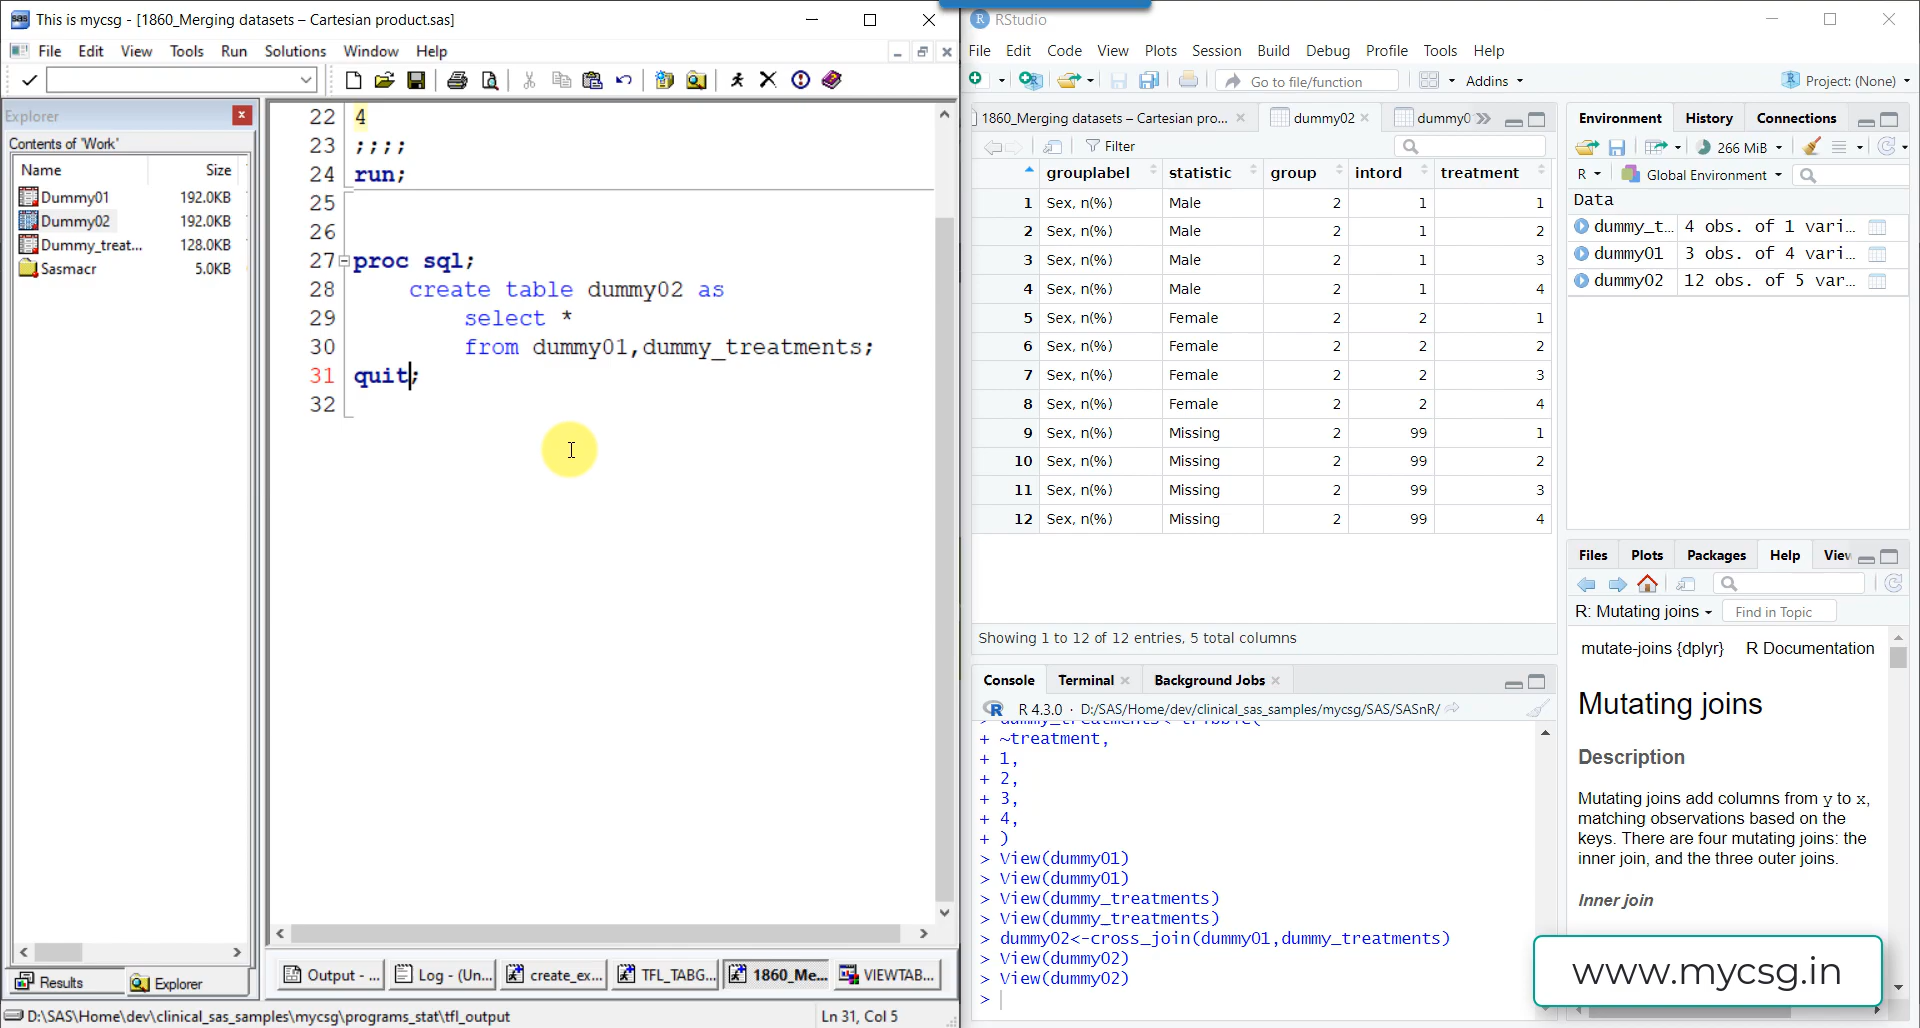 This is mycsg - [1860_Merging datasets – Cartesian product.sas]
File Edit View Tools Run Solutions Window Help
Explorer
Contents of 'Work'
Name Size
Dummy01 192.0KB
Dummy02 192.0KB
Dummy_treat... 128.0KB
Sasmacr 5.0KB
22 4
23 ;;;;
24 run;
25
26
27 proc sql;
28 create table dummy02 as
29 select *
30 from dummy01,dummy_treatments;
31 quit;
32
Results Explorer
Output - ... Log - (Un... create_ex... TFL_TABG... 1860_Me... VIEWTAB...
D:\SAS\Home\dev\clinical_sas_samples\mycsg\programs_stat\tfl_output Ln 31, Col 5
RStudio
File Edit Code View Plots Session Build Debug Profile Tools Help
Go to file/function Addins Project: (None)
1860_Merging datasets – Cartesian pro... dummy02 dummy0
Filter
grouplabel statistic group intord treatment
1 Sex, n(%) Male 2 1 1
2 Sex, n(%) Male 2 1 2
3 Sex, n(%) Male 2 1 3
4 Sex, n(%) Male 2 1 4
5 Sex, n(%) Female 2 2 1
6 Sex, n(%) Female 2 2 2
7 Sex, n(%) Female 2 2 3
8 Sex, n(%) Female 2 2 4
9 Sex, n(%) Missing 2 99 1
10 Sex, n(%) Missing 2 99 2
11 Sex, n(%) Missing 2 99 3
12 Sex, n(%) Missing 2 99 4
Showing 1 to 12 of 12 entries, 5 total columns
Console Terminal Background Jobs
R 4.3.0 · D:/SAS/Home/dev/clinical_sas_samples/mycsg/SAS/SASnR/
> dummy_treatments<-tribble(
+ ~treatment,
+ 1,
+ 2,
+ 3,
+ 4,
+ )
> View(dummy01)
> View(dummy01)
> View(dummy_treatments)
> View(dummy_treatments)
> dummy02<-cross_join(dummy01,dummy_treatments)
> View(dummy02)
> View(dummy02)
>
Environment History Connections
266 MiB
R Global Environment
Data
dummy_t... 4 obs. of 1 vari...
dummy01 3 obs. of 4 vari...
dummy02 12 obs. of 5 var...
Files Plots Packages Help View
R: Mutating joins Find in Topic
mutate-joins {dplyr} R Documentation
Mutating joins
Description
Mutating joins add columns from y to x,
matching observations based on the
keys. There are four mutating joins: the
inner join, and the three outer joins.
Inner join
www.mycsg.in